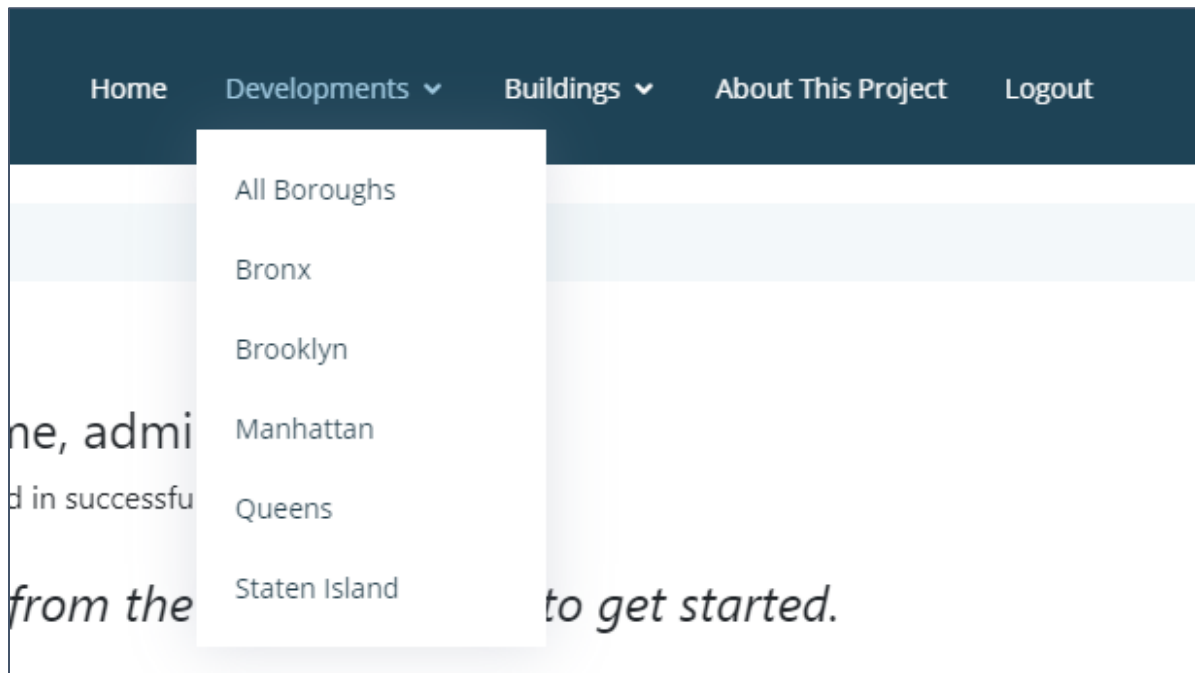 Home Developments Buildings About This Project Logout
All Boroughs
Bronx
Brooklyn
Manhattan
Queens
Staten Island
me, admi
d in successfu
from the to get started.